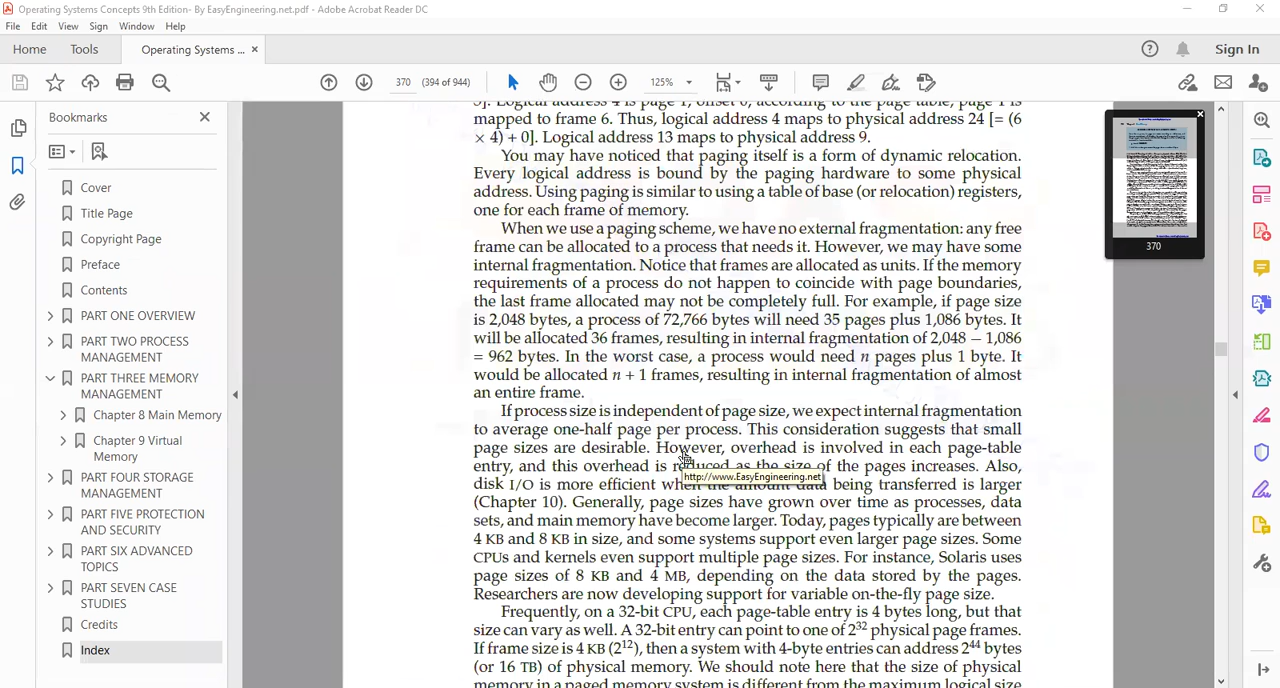 Operating Systems Concepts 9th Edition- By EasyEngineering.net.pdf - Adobe Acrobat Reader DC
File Edit View Sign Window Help
Home Tools Operating Systems ... × Sign In
370 (394 of 944) 125%
Bookmarks
Cover
Title Page
Copyright Page
Preface
Contents
PART ONE OVERVIEW
PART TWO PROCESS
MANAGEMENT
PART THREE MEMORY
MANAGEMENT
Chapter 8 Main Memory
Chapter 9 Virtual
Memory
PART FOUR STORAGE
MANAGEMENT
PART FIVE PROTECTION
AND SECURITY
PART SIX ADVANCED
TOPICS
PART SEVEN CASE
STUDIES
Credits
Index
5]. Logical address 4 is page 1, offset 0; according to the page table, page 1 is
mapped to frame 6. Thus, logical address 4 maps to physical address 24 [= (6
× 4) + 0]. Logical address 13 maps to physical address 9.
You may have noticed that paging itself is a form of dynamic relocation.
Every logical address is bound by the paging hardware to some physical
address. Using paging is similar to using a table of base (or relocation) registers,
one for each frame of memory.
When we use a paging scheme, we have no external fragmentation: any free
frame can be allocated to a process that needs it. However, we may have some
internal fragmentation. Notice that frames are allocated as units. If the memory
requirements of a process do not happen to coincide with page boundaries,
the last frame allocated may not be completely full. For example, if page size
is 2,048 bytes, a process of 72,766 bytes will need 35 pages plus 1,086 bytes. It
will be allocated 36 frames, resulting in internal fragmentation of 2,048 − 1,086
= 962 bytes. In the worst case, a process would need n pages plus 1 byte. It
would be allocated n + 1 frames, resulting in internal fragmentation of almost
an entire frame.
If process size is independent of page size, we expect internal fragmentation
to average one-half page per process. This consideration suggests that small
page sizes are desirable. However, overhead is involved in each page-table
entry, and this overhead is reduced as the size of the pages increases. Also,
http://www.EasyEngineering.net
disk I/O is more efficient when the amount data being transferred is larger
(Chapter 10). Generally, page sizes have grown over time as processes, data
sets, and main memory have become larger. Today, pages typically are between
4 KB and 8 KB in size, and some systems support even larger page sizes. Some
CPUs and kernels even support multiple page sizes. For instance, Solaris uses
page sizes of 8 KB and 4 MB, depending on the data stored by the pages.
Researchers are now developing support for variable on-the-fly page size.
Frequently, on a 32-bit CPU, each page-table entry is 4 bytes long, but that
size can vary as well. A 32-bit entry can point to one of 2³² physical page frames.
If frame size is 4 KB (2¹²), then a system with 4-byte entries can address 2⁴⁴ bytes
(or 16 TB) of physical memory. We should note here that the size of physical
memory in a paged memory system is different from the maximum logical size
370